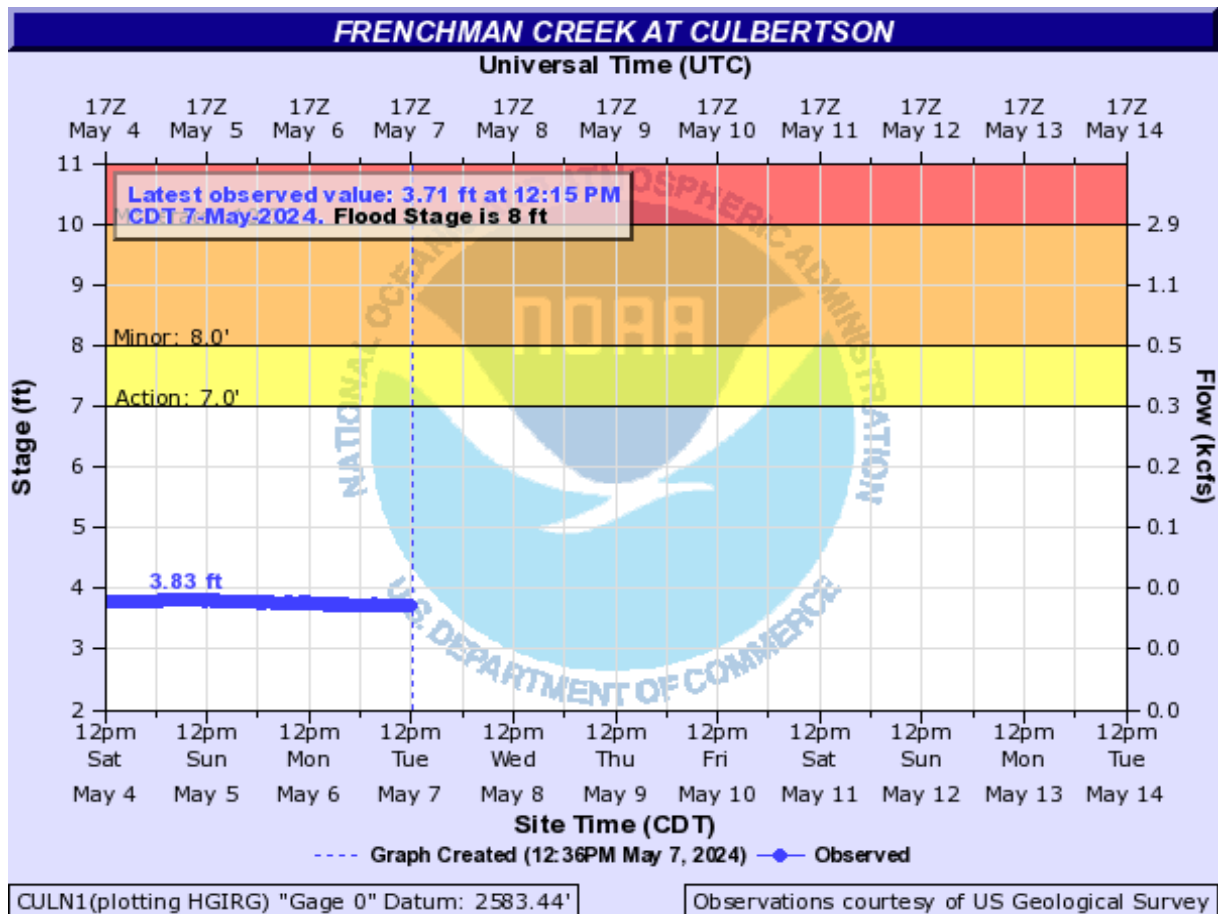 FRENCHMAN CREEK AT CULBERTSON
Universal Time (UTC)
17Z 17Z 17Z 17Z 17Z 17Z 17Z 17Z 17Z 17Z 17Z
May 4 May 5 May 6 May 7 May 8 May 9 May 10 May 11 May 12 May 13 May 14
Latest observed value: 3.71 ft at 12:15 PM
CDT 7-May-2024. Flood Stage is 8 ft
Stage (ft)
11
10
9
8
7
6
5
4
3
2
Minor: 8.0'
Action: 7.0'
3.83 ft
NATIONAL OCEANIC ATMOSPHERIC ADMINISTRATION
NOAA
U.S. DEPARTMENT OF COMMERCE
2.9
1.1
0.5
0.3
0.2
0.1
0.0
0.0
0.0
Flow (kcfs)
12pm 12pm 12pm 12pm 12pm 12pm 12pm 12pm 12pm 12pm 12pm
Sat Sun Mon Tue Wed Thu Fri Sat Sun Mon Tue
May 4 May 5 May 6 May 7 May 8 May 9 May 10 May 11 May 12 May 13 May 14
Site Time (CDT)
Graph Created (12:36PM May 7, 2024) Observed
CULN1(plotting HGIRG) "Gage 0" Datum: 2583.44'
Observations courtesy of US Geological Survey